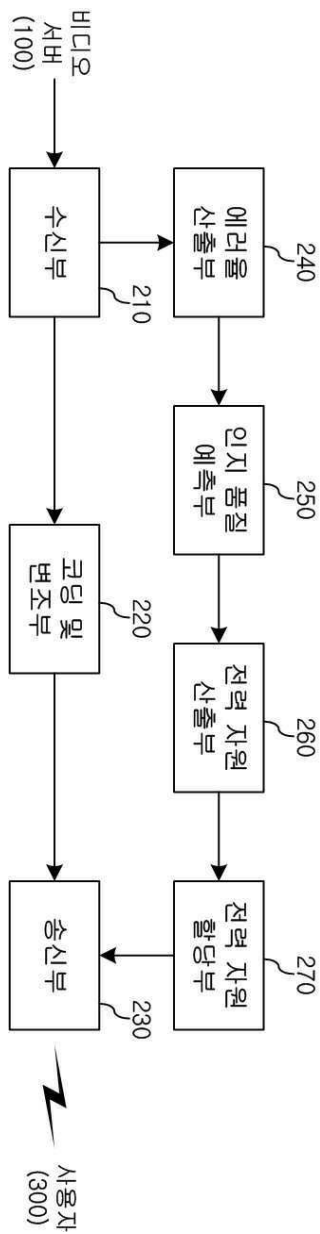 240
에러율
산출부
250
인지 품질
예측부
260
전력 자원
산출부
270
전력 자원
할당부
비디오
서버
(100)
수신부
210
코딩 및
변조부
220
송신부
230
사용자
(300)